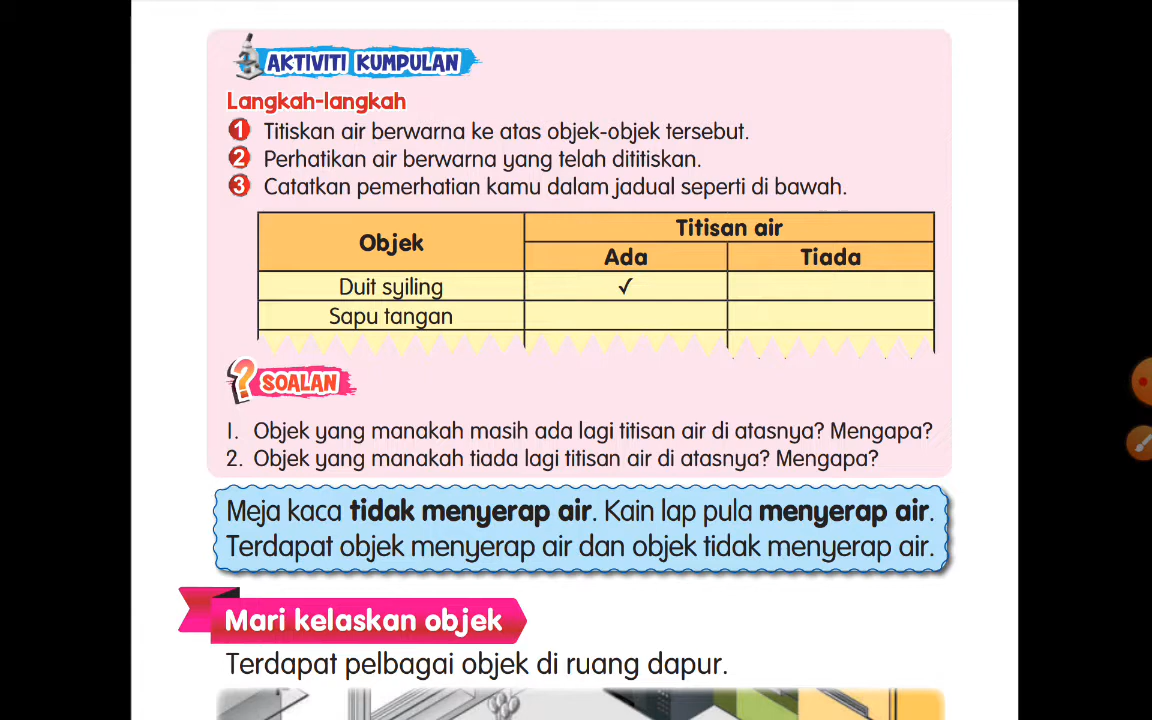 AKTIVITI KUMPULAN
Langkah-langkah
1 Titiskan air berwarna ke atas objek-objek tersebut.
2 Perhatikan air berwarna yang telah dititiskan.
3 Catatkan pemerhatian kamu dalam jadual seperti di bawah.
Objek
Titisan air
Ada Tiada
Duit syiling ✓
Sapu tangan
? SOALAN
1. Objek yang manakah masih ada lagi titisan air di atasnya? Mengapa?
2. Objek yang manakah tiada lagi titisan air di atasnya? Mengapa?
Meja kaca tidak menyerap air. Kain lap pula menyerap air.
Terdapat objek menyerap air dan objek tidak menyerap air.
Mari kelaskan objek
Terdapat pelbagai objek di ruang dapur.